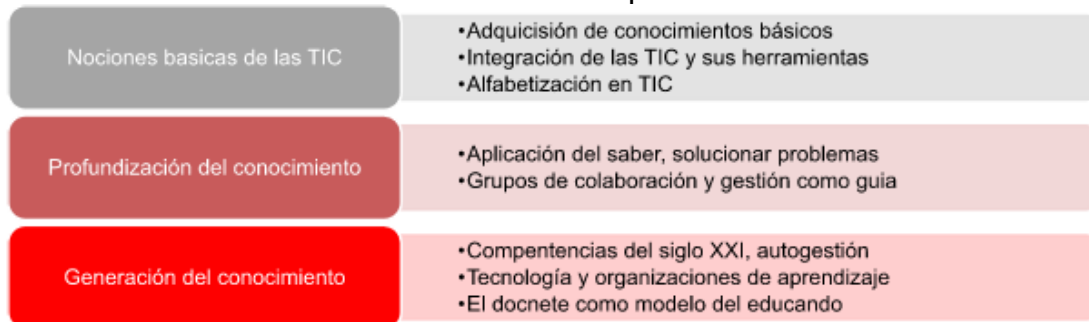 Nociones basicas de las TIC
•Adquicisión de conocimientos básicos
•Integración de las TIC y sus herramientas
•Alfabetización en TIC
Profundización del conocimiento
•Aplicación del saber, solucionar problemas
•Grupos de colaboración y gestión como guia
Generación del conocimiento
•Compentencias del siglo XXI, autogestión
•Tecnología y organizaciones de aprendizaje
•El docnete como modelo del educando